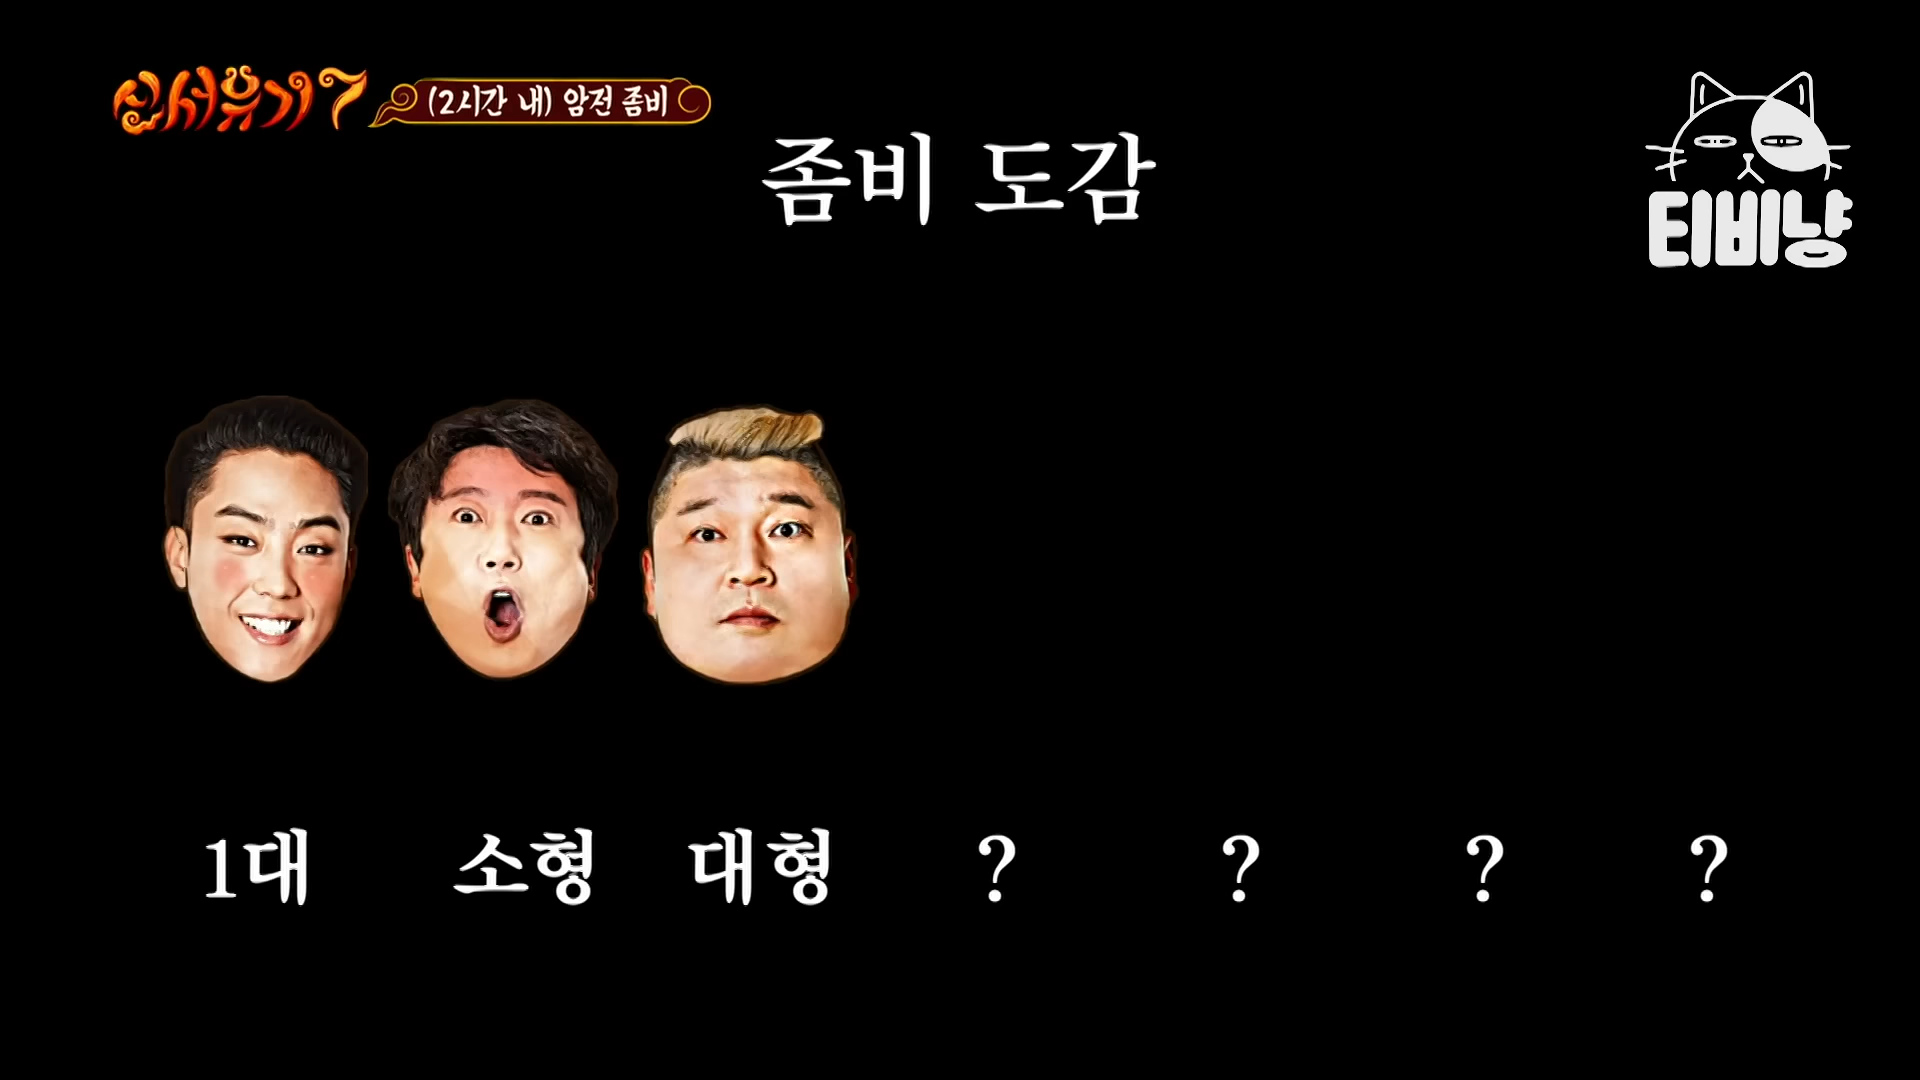 신서유기7 (2시간 내) 암전 좀비
좀비 도감
티비냥
1대 소형 대형 ? ? ? ?